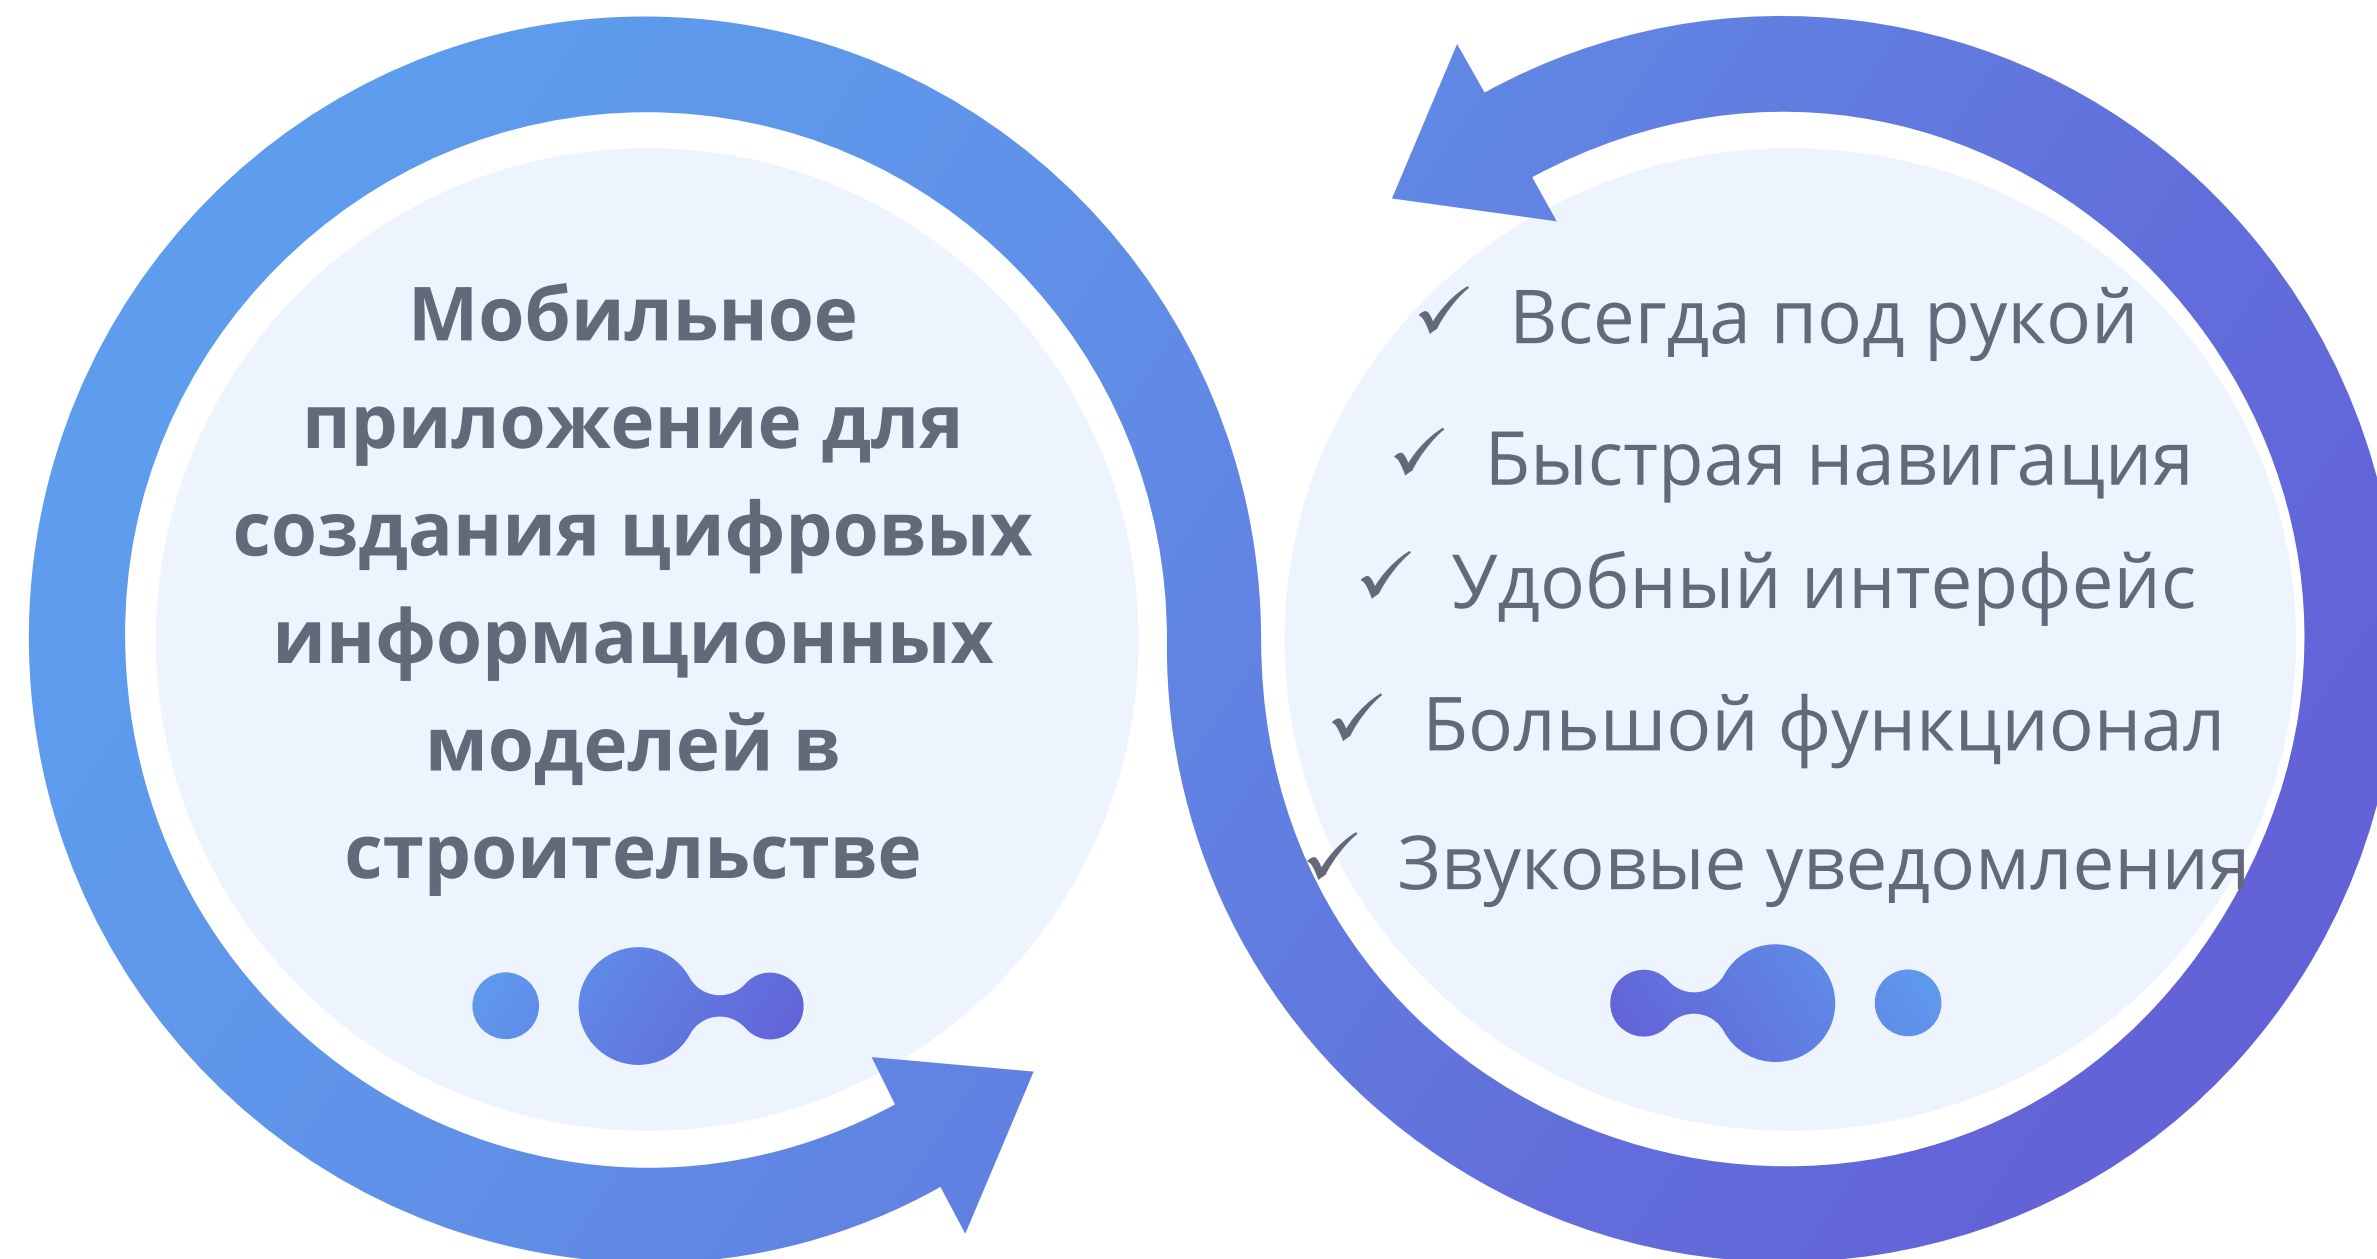 Мобильное
приложение для
создания цифровых
информационных
моделей в
строительстве
✓ Всегда под рукой
✓ Быстрая навигация
✓ Удобный интерфейс
✓ Большой функционал
✓ Звуковые уведомления